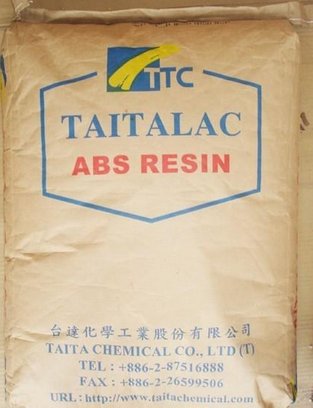 TTC
TAITALAC
ABS RESIN
台達化學工業股份有限公司
TAITA CHEMICAL CO., LTD (T)
TEL : +886-2-87516888
FAX : +886-2-26599506
URL : http://www.taitachemical.com